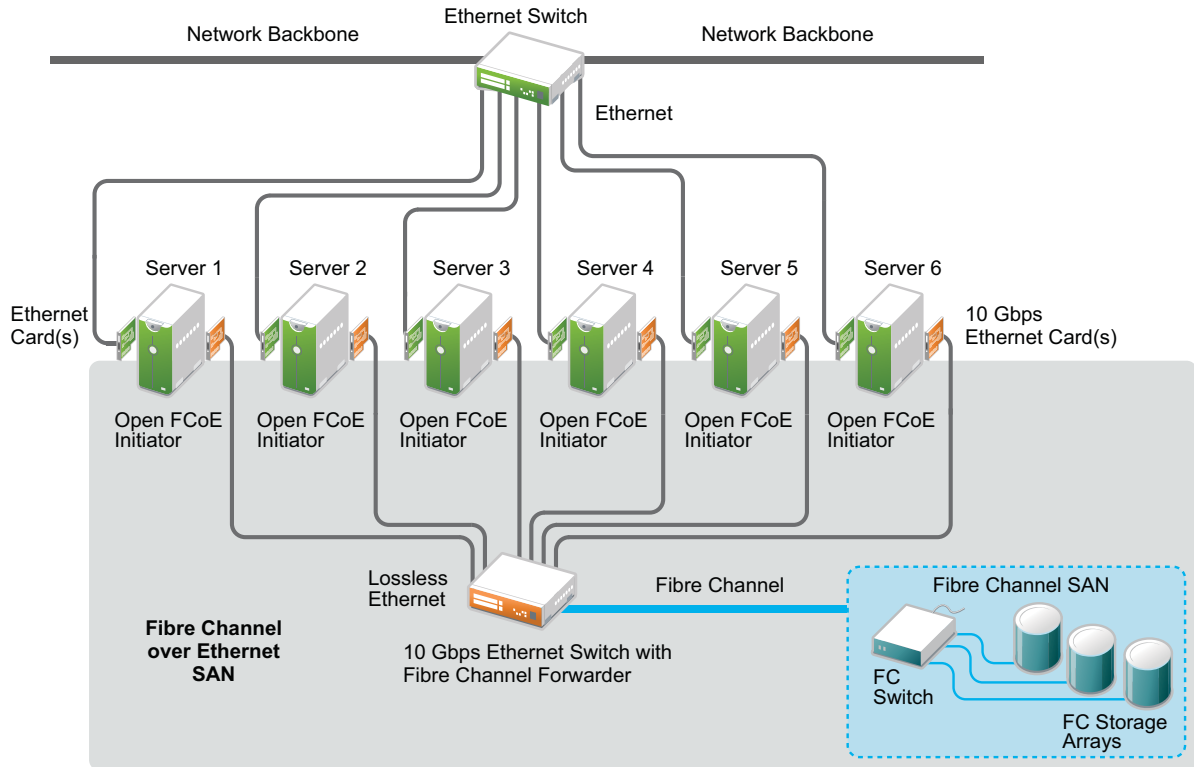 Ethernet Switch
Network Backbone
Network Backbone
Ethernet
Server 1
Server 2
Server 3
Server 4
Server 5
Server 6
Ethernet
Card(s)
10 Gbps
Ethernet Card(s)
Open FCoE
Initiator
Open FCoE
Initiator
Open FCoE
Initiator
Open FCoE
Initiator
Open FCoE
Initiator
Open FCoE
Initiator
Lossless
Ethernet
Fibre Channel
Fibre Channel SAN
Fibre Channel
over Ethernet
SAN
10 Gbps Ethernet Switch with
Fibre Channel Forwarder
FC
Switch
FC Storage
Arrays